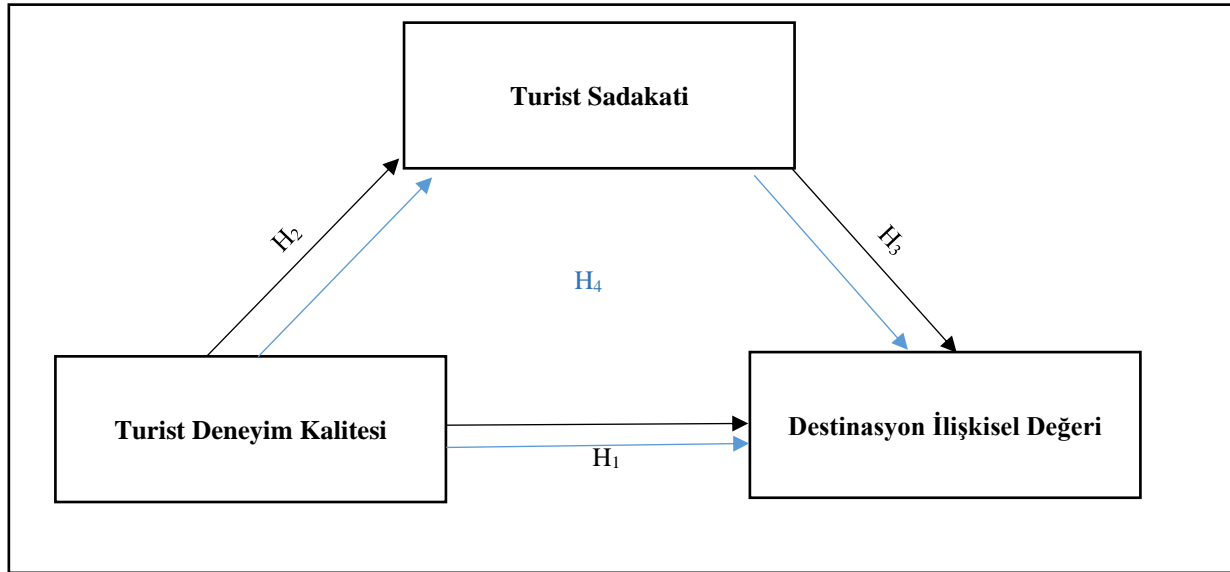 Turist Sadakati
H₂
H₃
H₄
Turist Deneyim Kalitesi
Destinasyon İlişkisel Değeri
H₁